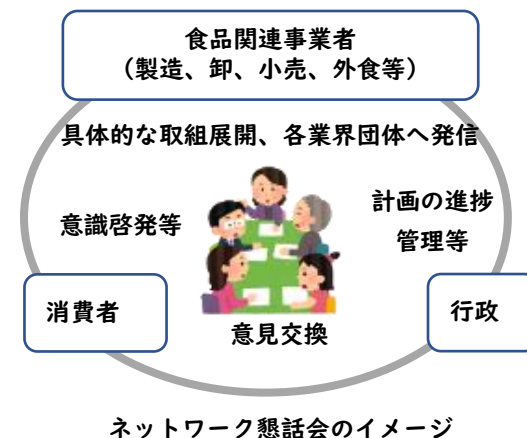 食品関連事業者
（製造、卸、小売、外食等）
具体的な取組展開、各業界団体へ発信
意識啓発等
計画の進捗
管理等
消費者
意見交換
行政
ネットワーク懇話会のイメージ